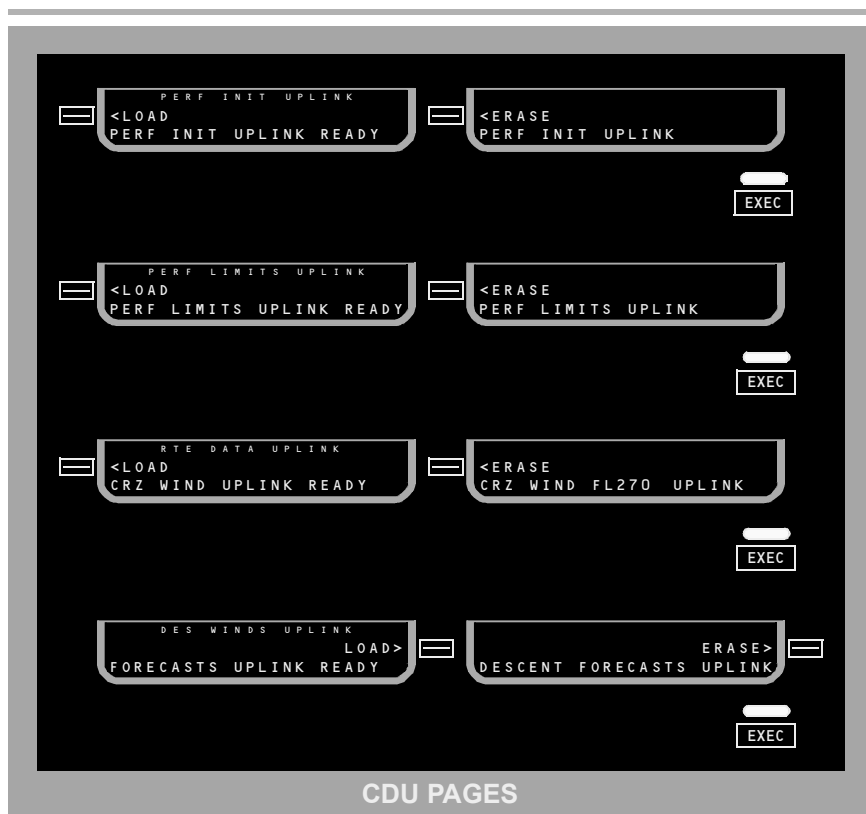 PERF INIT UPLINK
<LOAD
PERF INIT UPLINK READY
<ERASE
PERF INIT UPLINK
EXEC
PERF LIMITS UPLINK
<LOAD
PERF LIMITS UPLINK READY
<ERASE
PERF LIMITS UPLINK
EXEC
RTE DATA UPLINK
<LOAD
CRZ WIND UPLINK READY
<ERASE
CRZ WIND FL270 UPLINK
EXEC
DES WINDS UPLINK
LOAD>
FORECASTS UPLINK READY
ERASE>
DESCENT FORECASTS UPLINK
EXEC
CDU PAGES